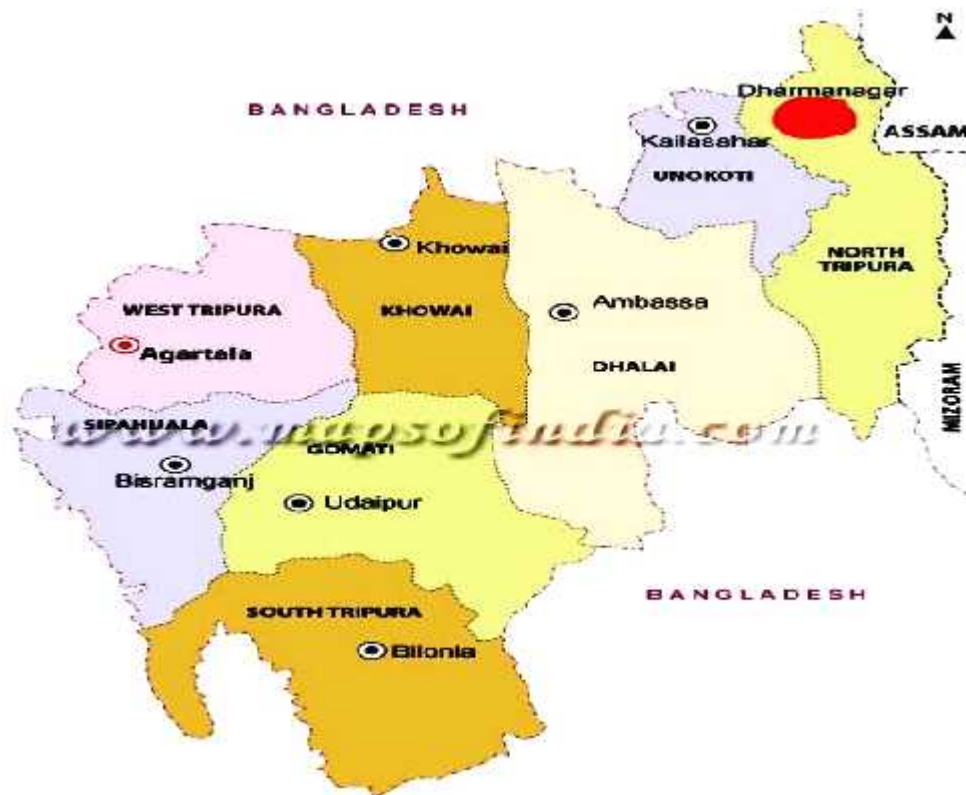 N
Dharmanagar
BANGLADESH
ASSAM
Kailasahar
UNOKOTI
Khowai
NORTH
TRIPURA
WEST TRIPURA
KHOWAI
Ambassa
Agartala
DHALAI
MIZORAM
SIPAHIJALA
www.mapsofindia.com
GOMATI
Bisramganj
Udaipur
BANGLADESH
SOUTH TRIPURA
Bilonia